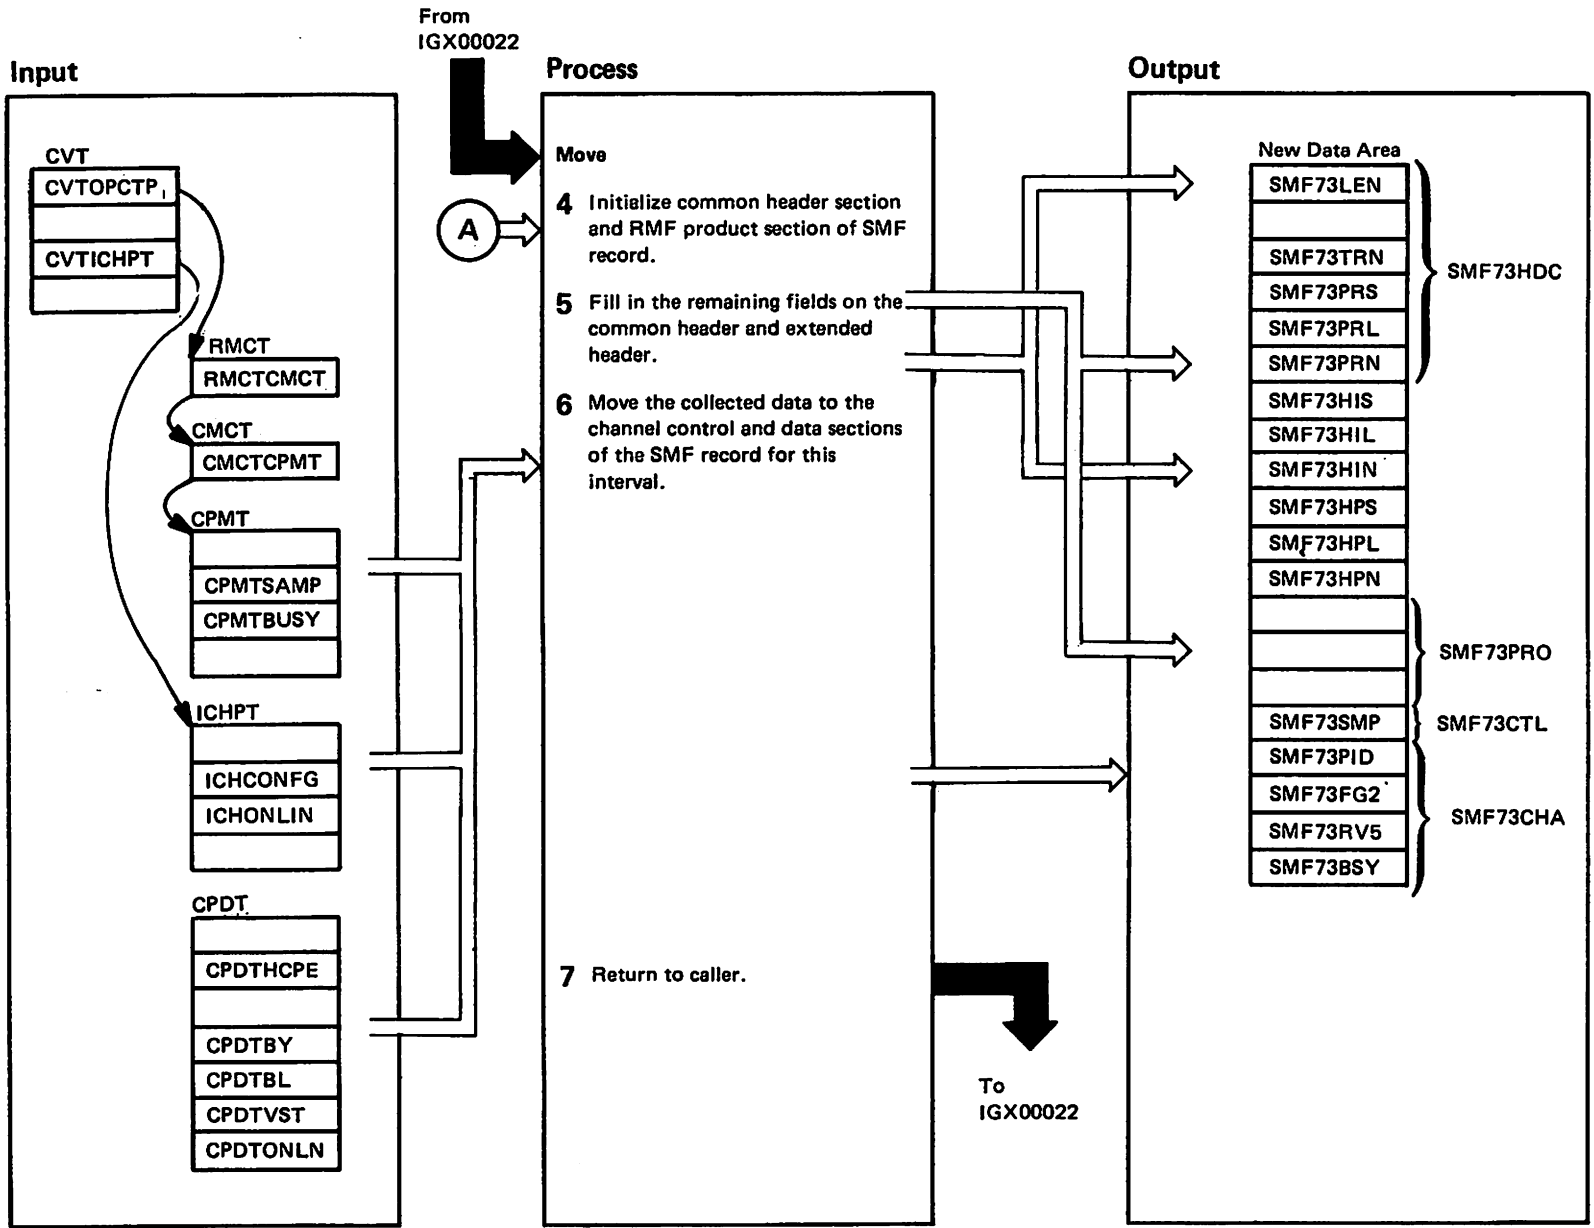 From
IGX00022
Input
Process
Output
CVT
CVTOPCTP
CVTICHPT
RMCT
RMCTCMCT
CMCT
CMCTCPMT
CPMT
CPMTSAMP
CPMTBUSY
ICHPT
ICHCONFG
ICHONLIN
CPDT
CPDTHCPE
CPDTBY
CPDTBL
CPDTVST
CPDTONLN
Move
A
4 Initialize common header section
and RMF product section of SMF
record.
5 Fill in the remaining fields on the
common header and extended
header.
6 Move the collected data to the
channel control and data sections
of the SMF record for this
interval.
7 Return to caller.
To
IGX00022
New Data Area
SMF73LEN
SMF73TRN
SMF73PRS
SMF73PRL
SMF73PRN
SMF73HDC
SMF73HIS
SMF73HIL
SMF73HIN
SMF73HPS
SMF73HPL
SMF73HPN
SMF73PRO
SMF73SMP
SMF73CTL
SMF73PID
SMF73FG2
SMF73RV5
SMF73BSY
SMF73CHA